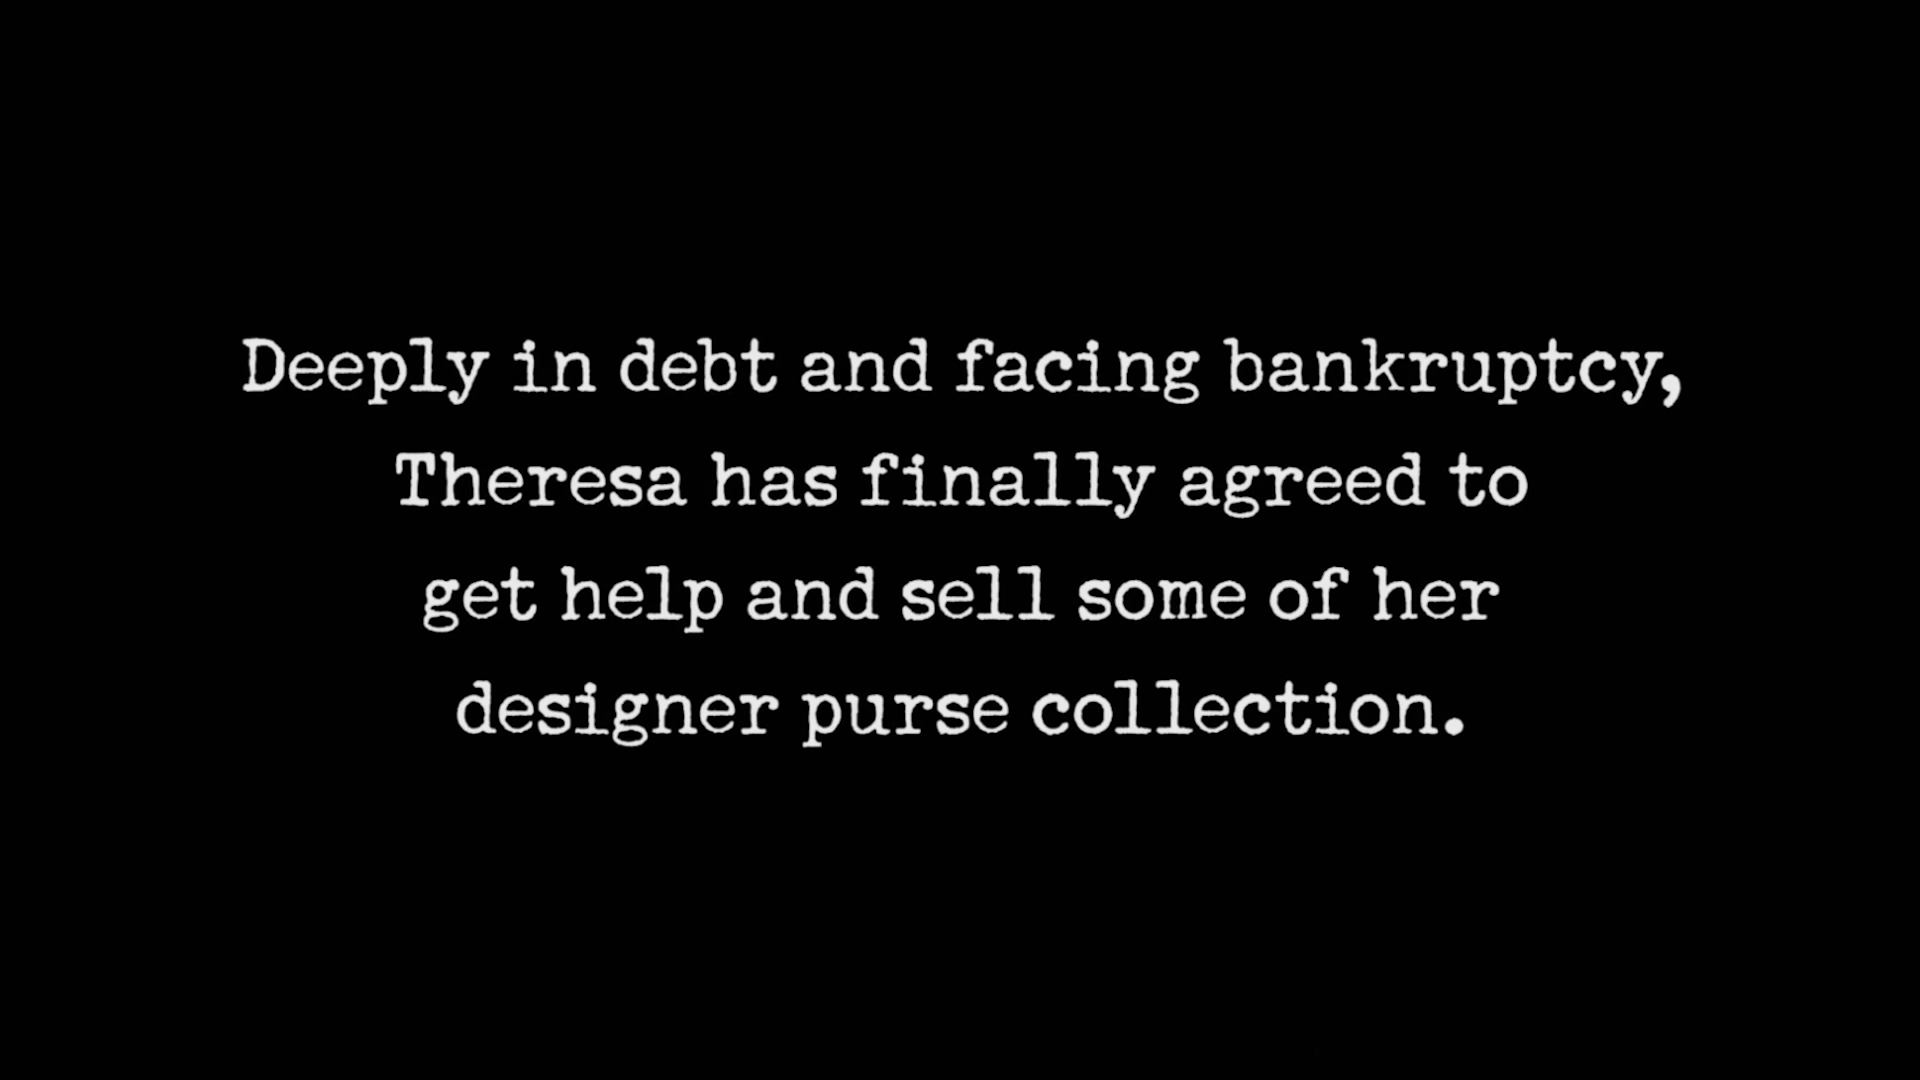 Deeply in debt and facing bankruptcy,
Theresa has finally agreed to
get help and sell some of her
designer purse collection.